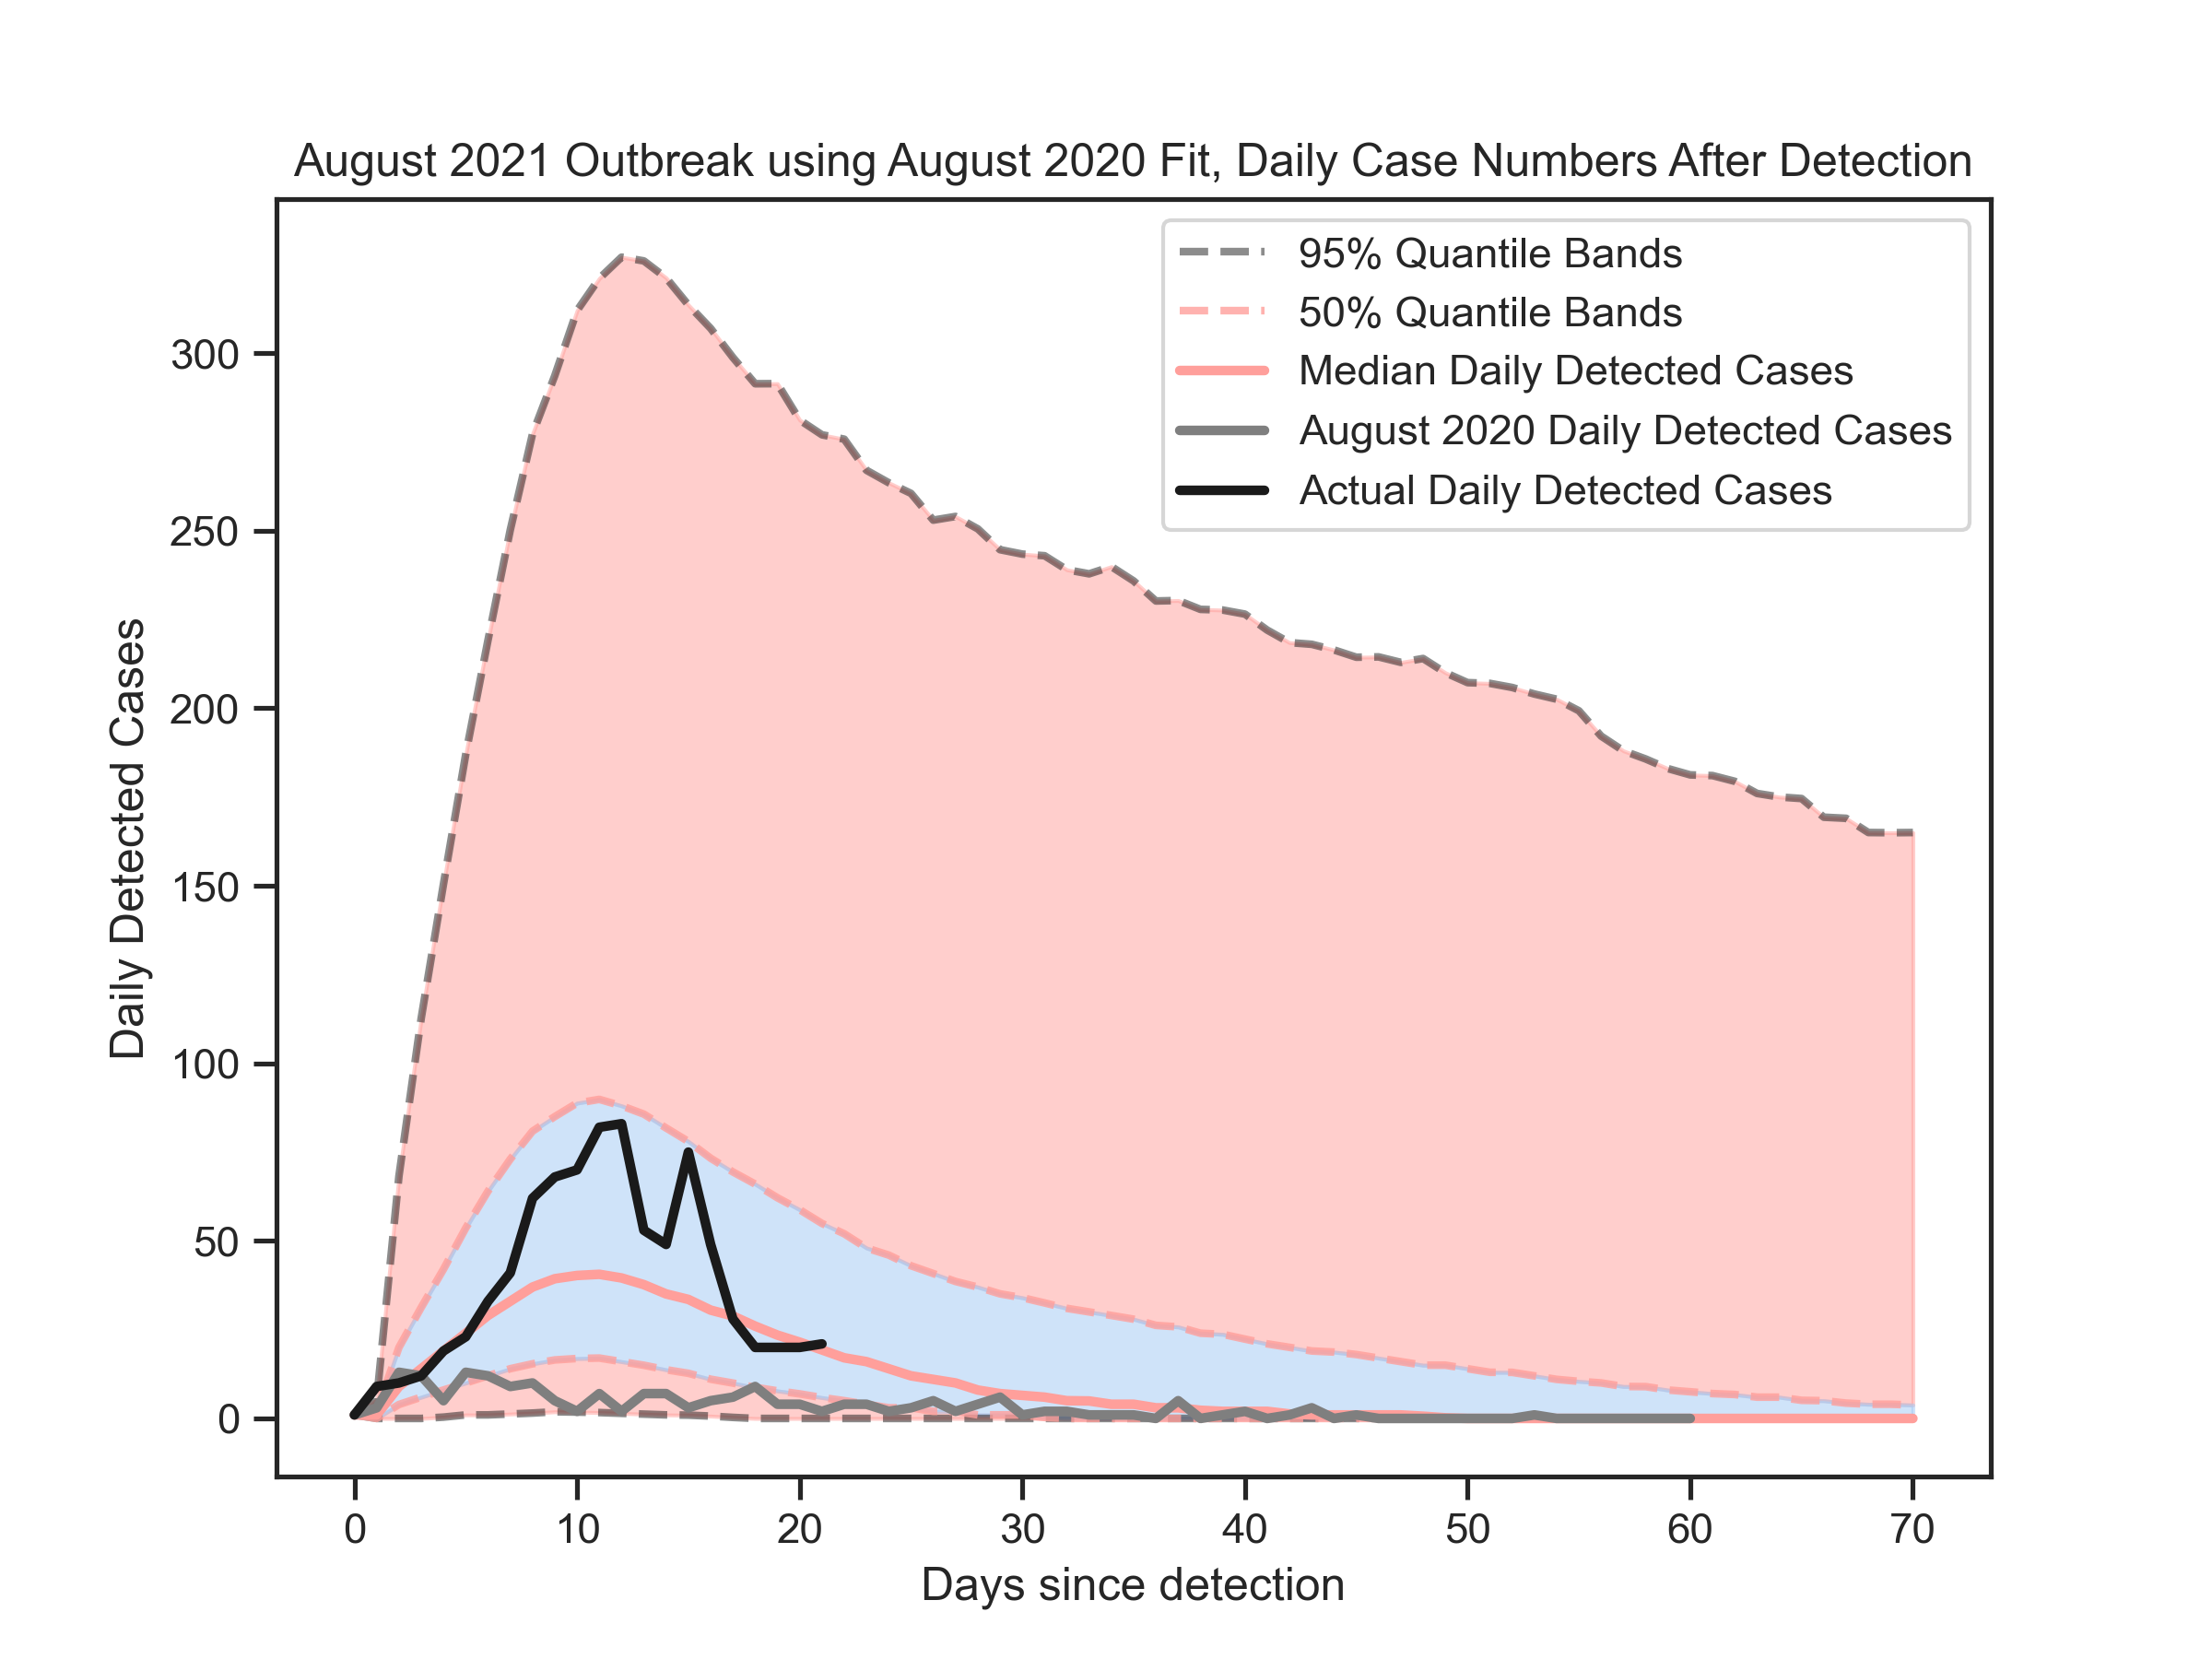 August 2021 Outbreak using August 2020 Fit, Daily Case Numbers After Detection
95% Quantile Bands
50% Quantile Bands
Median Daily Detected Cases
August 2020 Daily Detected Cases
Actual Daily Detected Cases
Daily Detected Cases
300
250
200
150
100
50
0
0 10 20 30 40 50 60 70
Days since detection